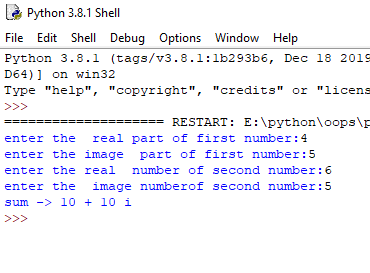 Python 3.8.1 Shell
File Edit Shell Debug Options Window Help
Python 3.8.1 (tags/v3.8.1:1b293b6, Dec 18 2019
D64)] on win32
Type "help", "copyright", "credits" or "licens
>>>
==================== RESTART: E:\python\oops\p
enter the  real part of first number:4
enter the image  part of first number:5
enter the real  number of second number:6
enter the  image numberof second number:5
sum -> 10 + 10 i
>>>